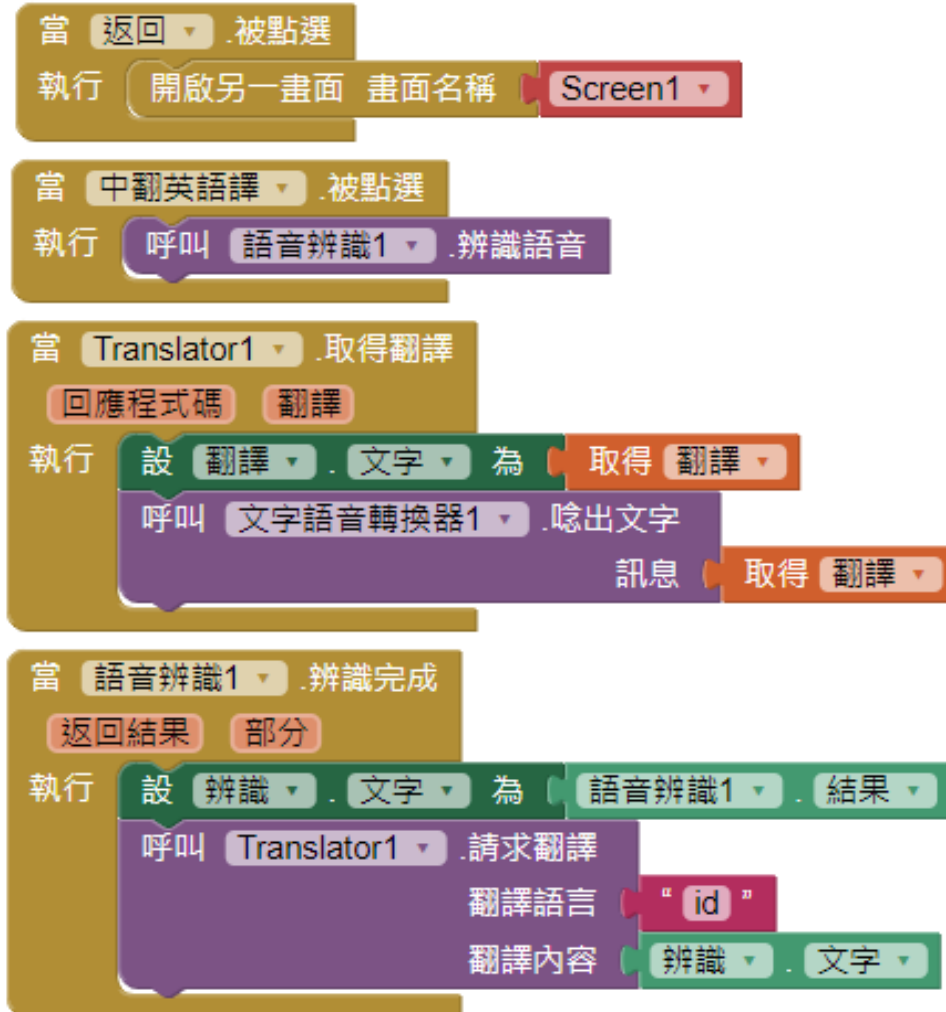 當 返回 .被點選
執行 開啟另一畫面 畫面名稱 Screen1
當 中翻英語譯 .被點選
執行 呼叫 語音辨識1 .辨識語音
當 Translator1 .取得翻譯
回應程式碼 翻譯
執行 設 翻譯 . 文字 為 取得 翻譯
呼叫 文字語音轉換器1 .唸出文字
訊息 取得 翻譯
當 語音辨識1 .辨識完成
返回結果 部分
執行 設 辨識 . 文字 為 語音辨識1 . 結果
呼叫 Translator1 .請求翻譯
翻譯語言 “ id ”
翻譯內容 辨識 . 文字